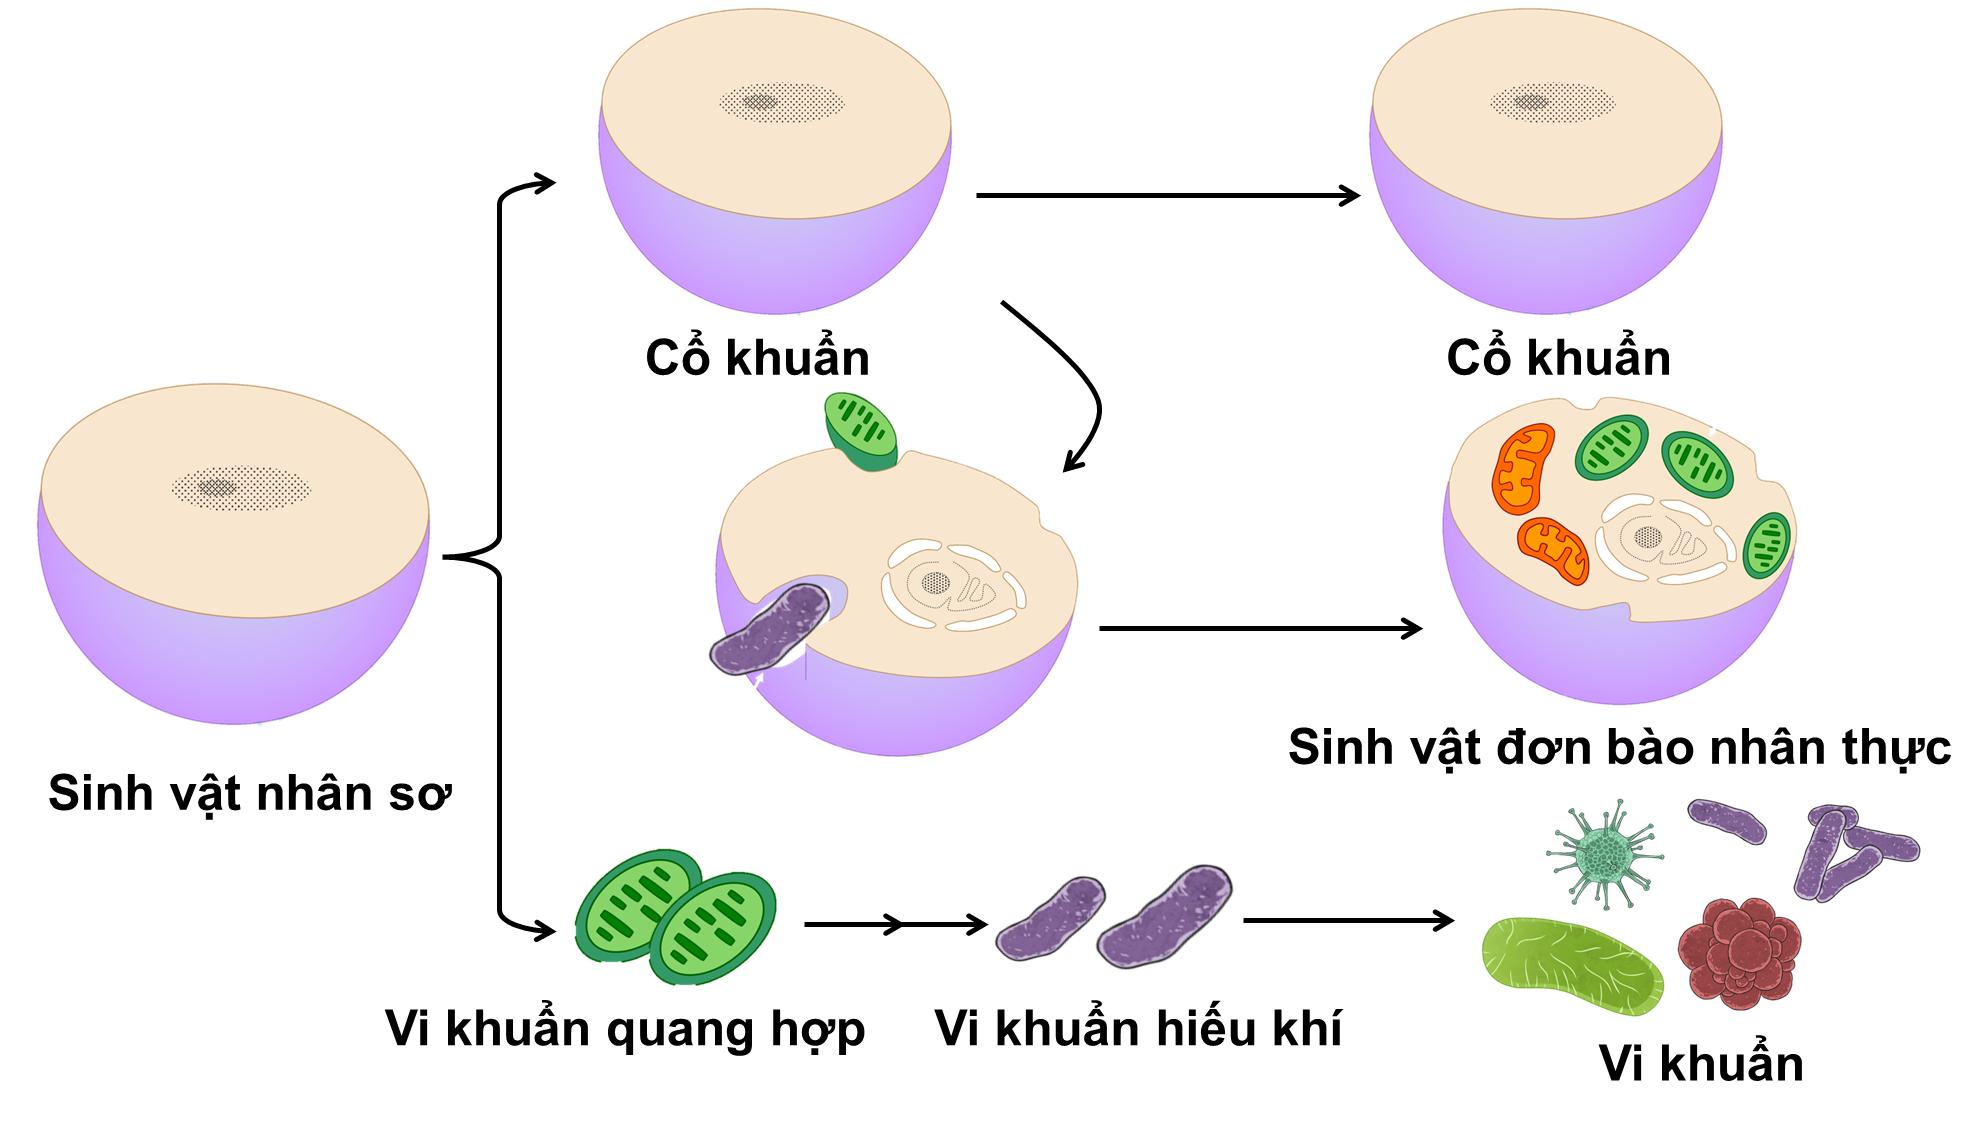 Cổ khuẩn
Cổ khuẩn
Sinh vật nhân sơ
Sinh vật đơn bào nhân thực
Vi khuẩn quang hợp
Vi khuẩn hiếu khí
Vi khuẩn